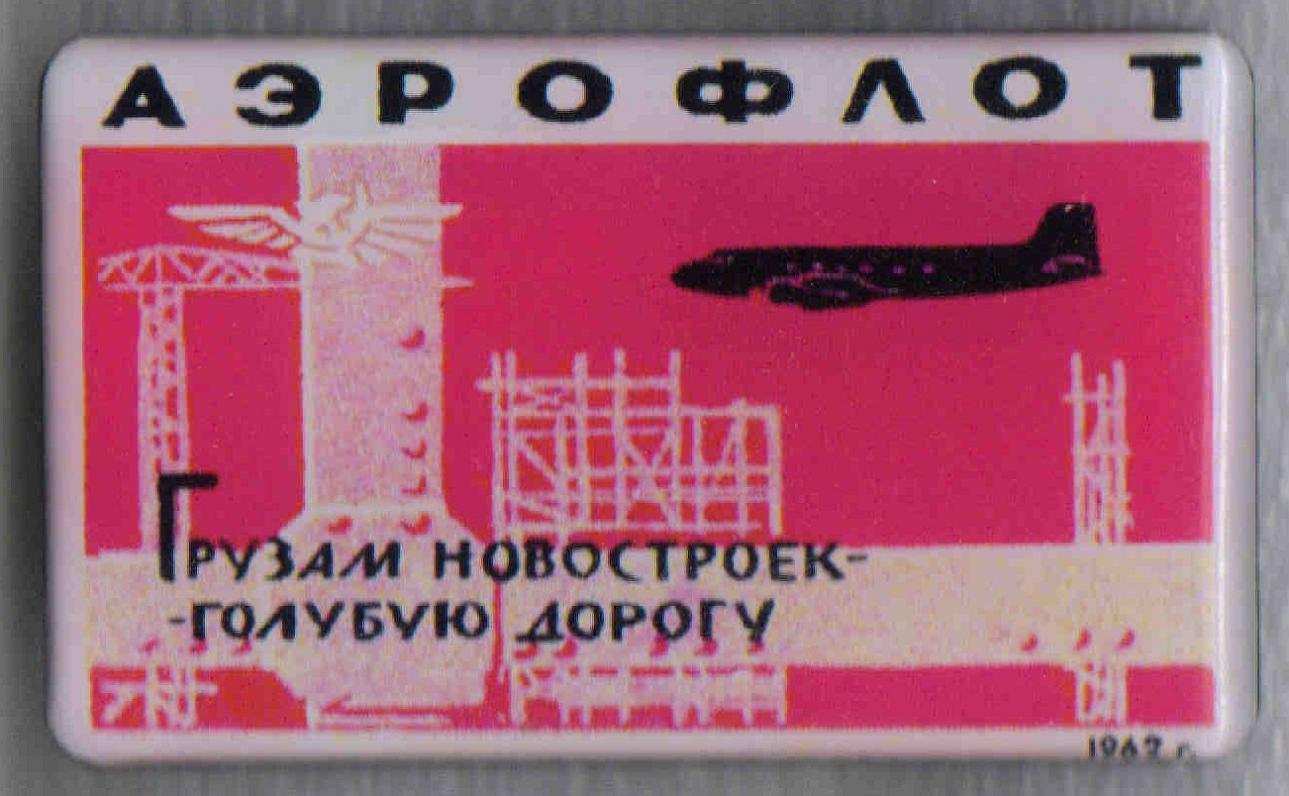 АЭРОФЛОТ
Грузам новостроек-
-голубую дорогу
1962 г.